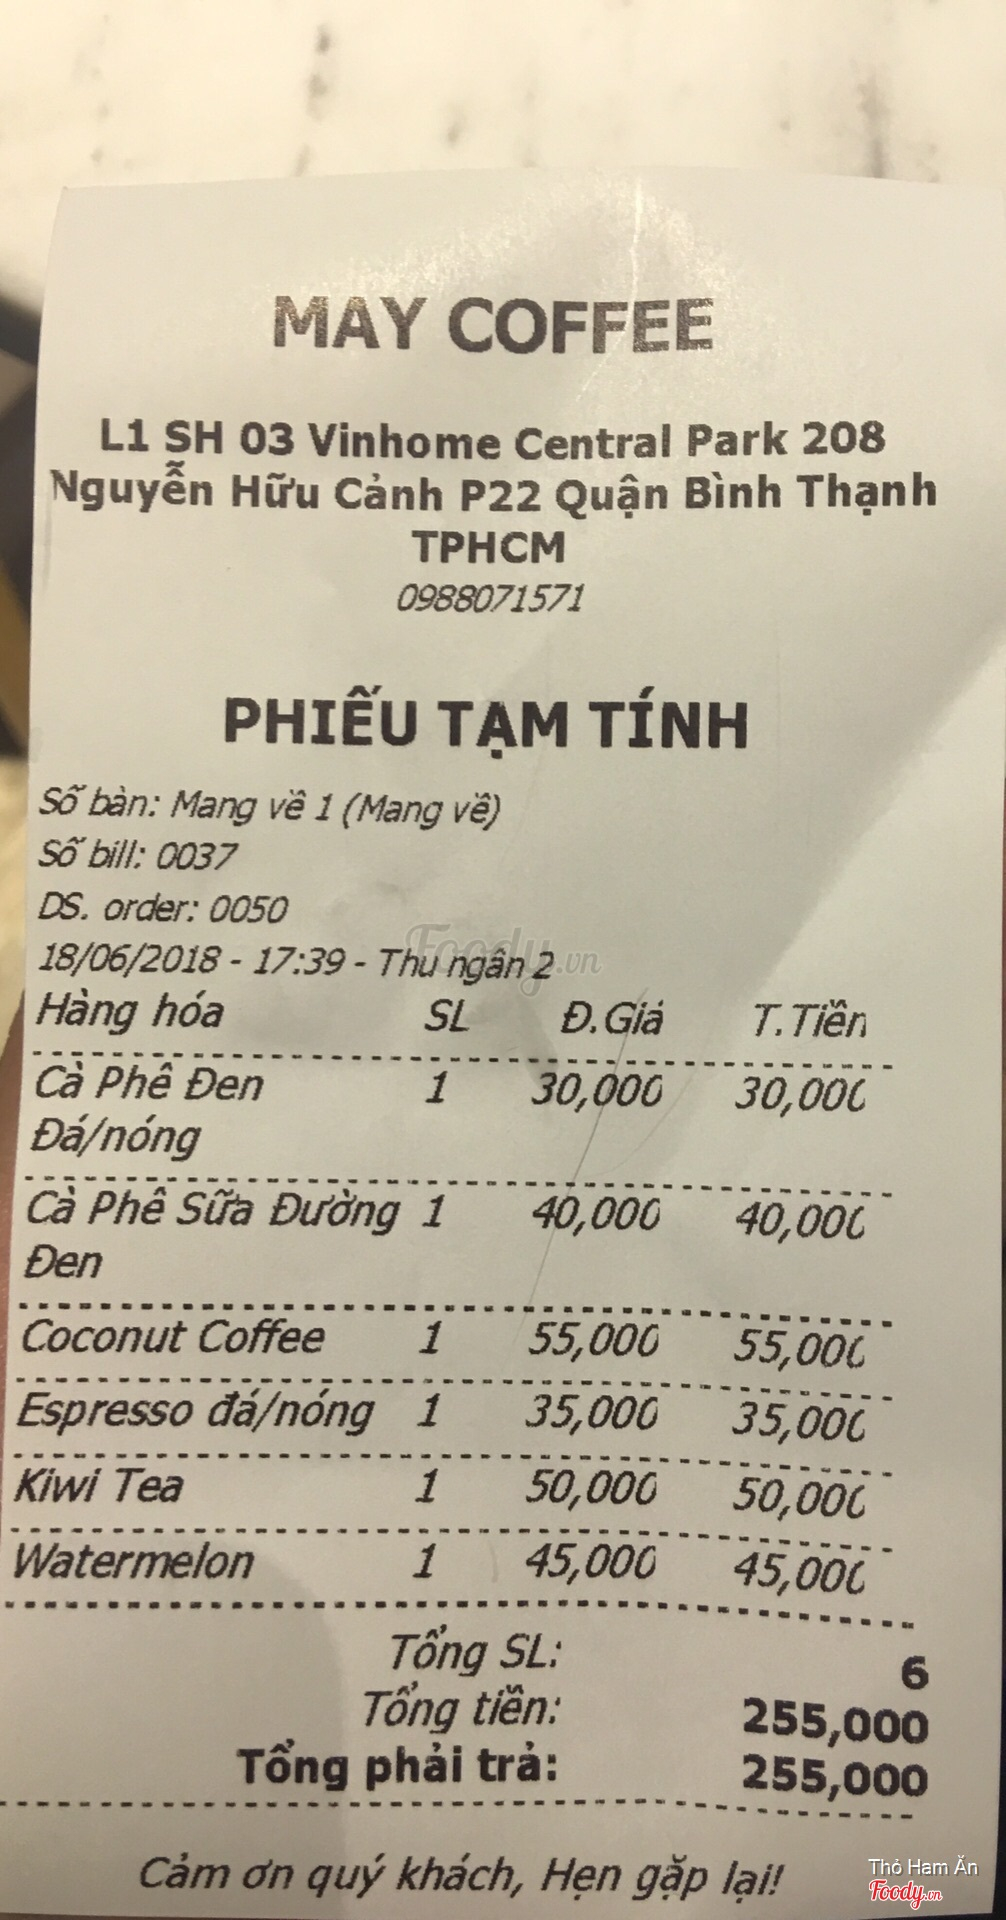 MAY COFFEE
L1 SH 03 Vinhome Central Park 208
Nguyễn Hữu Cảnh P22 Quận Bình Thạnh
TPHCM
0988071571
PHIẾU TẠM TÍNH
Số bàn: Mang về 1 (Mang về)
Số bill: 0037
DS. order: 0050
18/06/2018 - 17:39 - Thu ngân 2
Foody.vn
Hàng hóa SL Đ.Giá T.Tiền
Cà Phê Đen 1 30,000 30,000
Đá/nóng
Cà Phê Sữa Đường 1 40,000 40,000
Đen
Coconut Coffee 1 55,000 55,000
Espresso đá/nóng 1 35,000 35,000
Kiwi Tea 1 50,000 50,000
Watermelon 1 45,000 45,000
Tổng SL: 6
Tổng tiền: 255,000
Tổng phải trả: 255,000
Cảm ơn quý khách, Hẹn gặp lại!
Thỏ Ham Ăn
Foody.vn